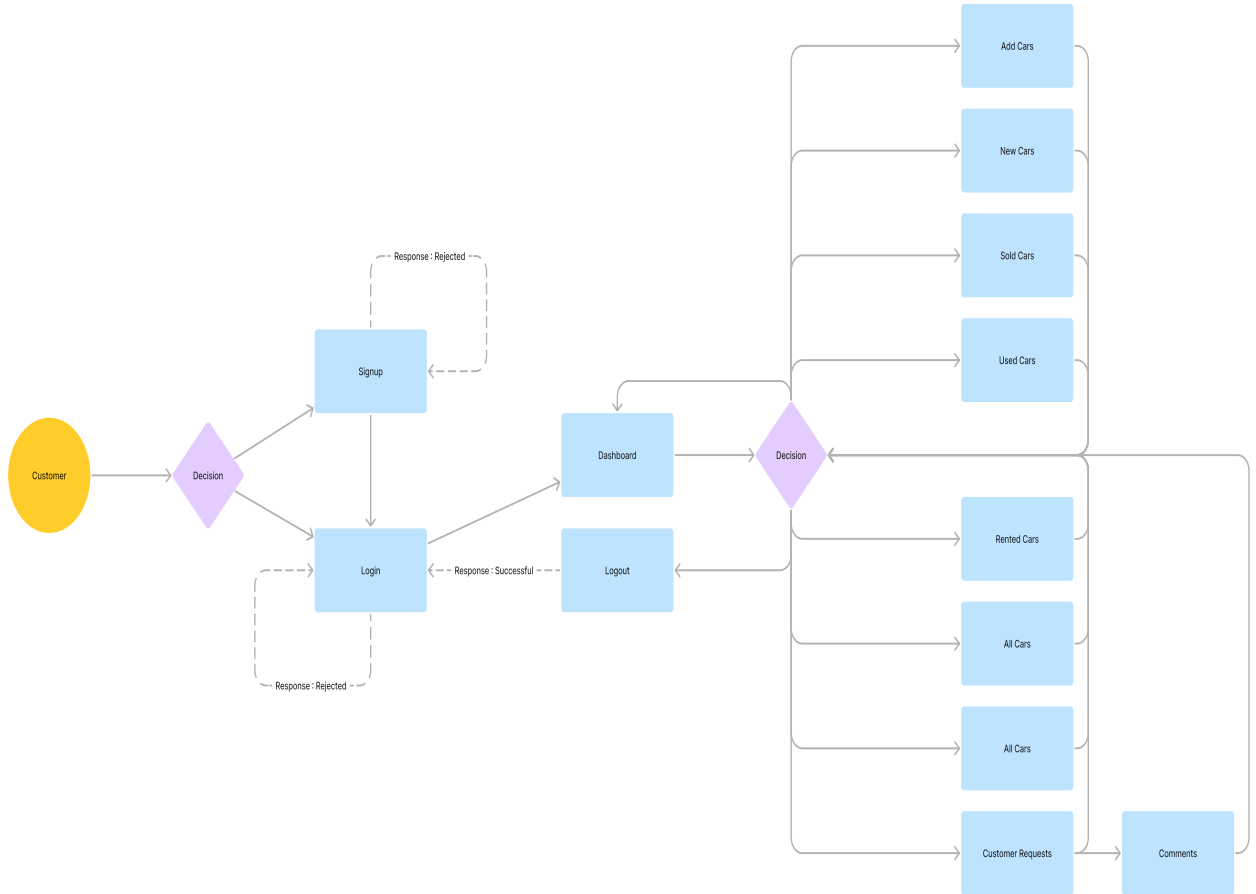 Add Cars
New Cars
Sold Cars
Response : Rejected
Used Cars
Signup
Dashboard
Decision
Customer
Decision
Rented Cars
Login
Response : Successful
Logout
All Cars
Response : Rejected
All Cars
Customer Requests
Comments